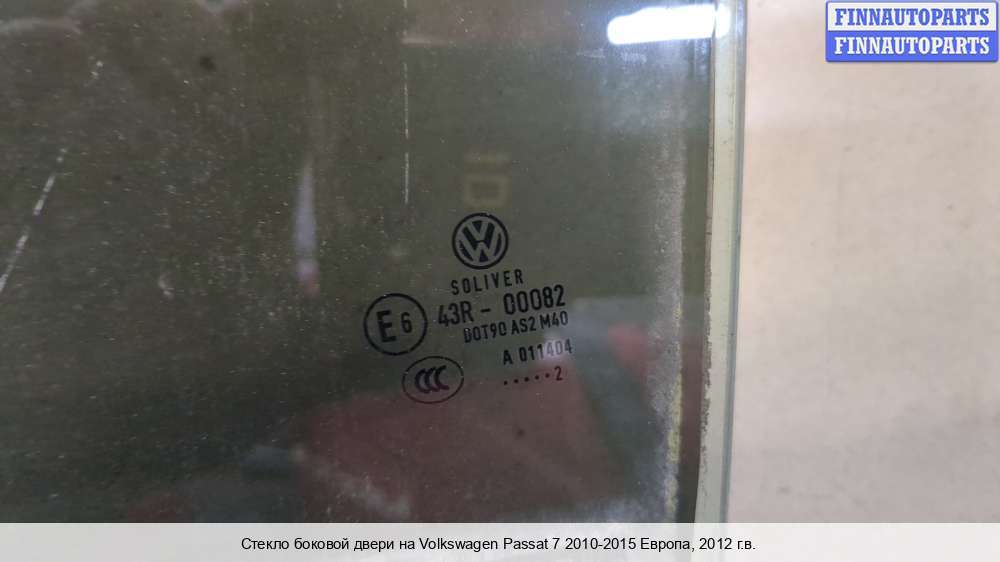 FINNAUTOPARTS
FINNAUTOPARTS
SOLIVER
E6 43R - 00082
DOT90 AS2 M40
A 011404
CCC
.....2
Стекло боковой двери на Volkswagen Passat 7 2010-2015 Европа, 2012 г.в.